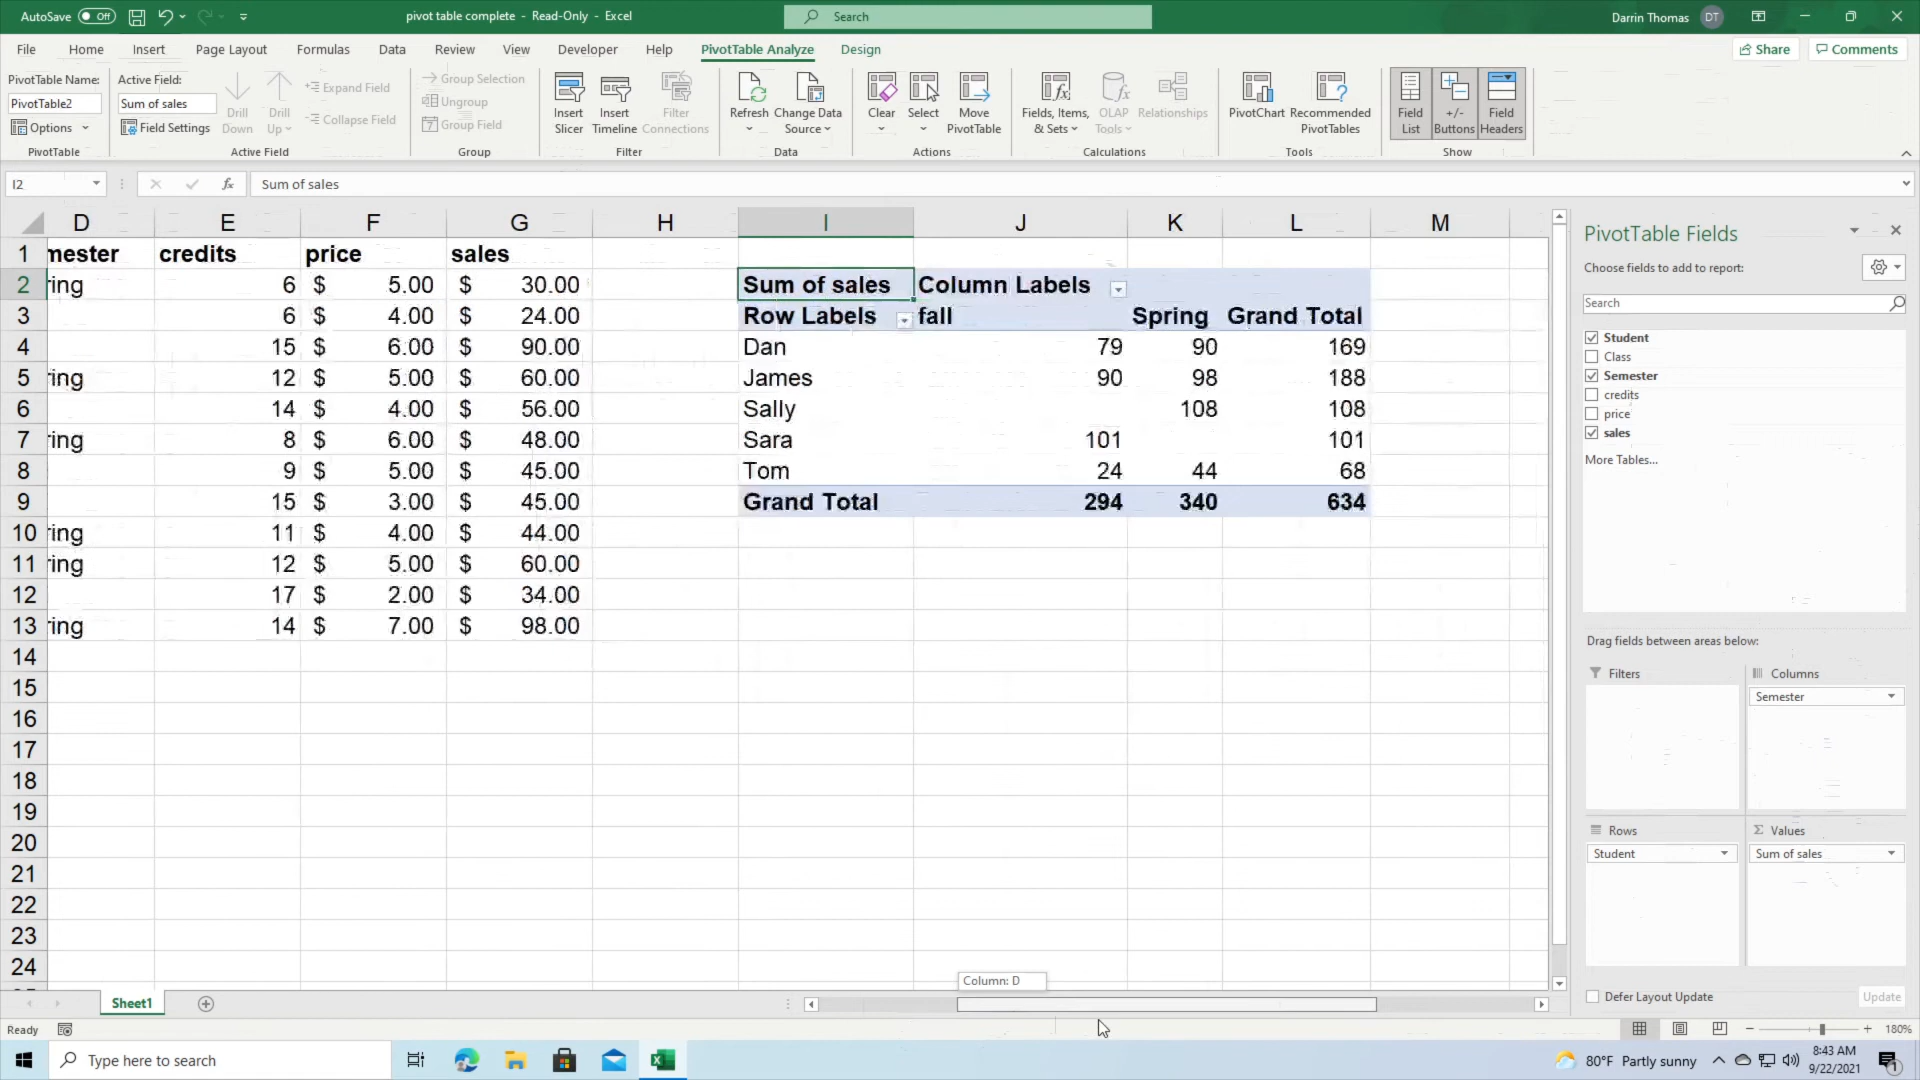 AutoSave Off pivot table complete - Read-Only - Excel Search Darrin Thomas DT
File Home Insert Page Layout Formulas Data Review View Developer Help PivotTable Analyze Design Share Comments
PivotTable Name:
PivotTable2
Options
PivotTable
Active Field:
Sum of sales
Field Settings
Drill Down
Drill Up
Expand Field
Collapse Field
Active Field
Group Selection
Ungroup
Group Field
Group
Insert Slicer
Insert Timeline
Filter Connections
Filter
Refresh
Change Data Source
Data
Clear
Select
Move PivotTable
Actions
Fields, Items, & Sets
OLAP Tools
Relationships
Calculations
PivotChart
Recommended PivotTables
Tools
Field List
+/- Buttons
Field Headers
Show
I2 fx Sum of sales
D E F G H I J K L M
1 mester credits price sales
2 ring 6 $ 5.00 $ 30.00 Sum of sales Column Labels
3 6 $ 4.00 $ 24.00 Row Labels fall Spring Grand Total
4 15 $ 6.00 $ 90.00 Dan 79 90 169
5 ring 12 $ 5.00 $ 60.00 James 90 98 188
6 14 $ 4.00 $ 56.00 Sally 108 108
7 ring 8 $ 6.00 $ 48.00 Sara 101 101
8 9 $ 5.00 $ 45.00 Tom 24 44 68
9 15 $ 3.00 $ 45.00 Grand Total 294 340 634
10 ring 11 $ 4.00 $ 44.00
11 ring 12 $ 5.00 $ 60.00
12 17 $ 2.00 $ 34.00
13 ring 14 $ 7.00 $ 98.00
14
15
16
17
18
19
20
21
22
23
24
PivotTable Fields
Choose fields to add to report:
Search
Student
Class
Semester
credits
price
sales
More Tables...
Drag fields between areas below:
Filters
Columns
Semester
Rows
Student
Σ Values
Sum of sales
Defer Layout Update Update
Column: D
Sheet1
Ready 180%
Type here to search 80°F Partly sunny 8:43 AM
9/22/2021
1